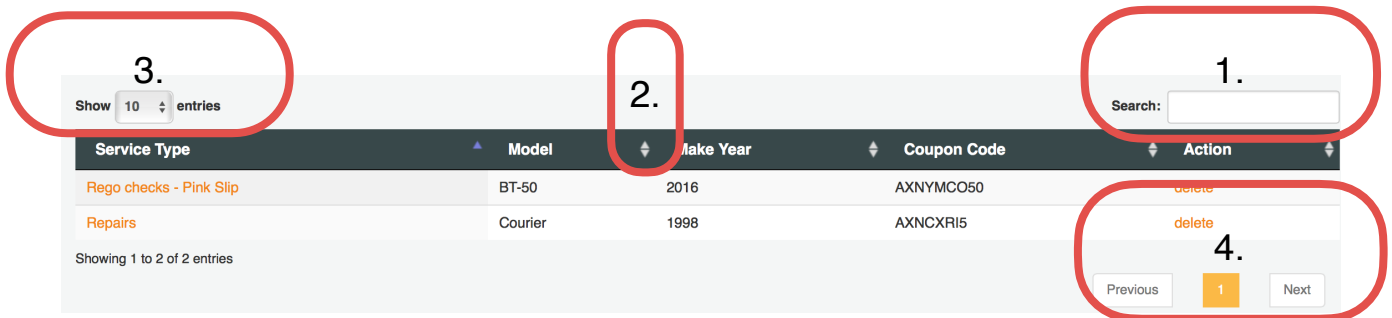 3.
2.
1.
Show 10 entries
Search:
Service Type Model Make Year Coupon Code Action
Rego checks - Pink Slip BT-50 2016 AXNYMCO50 delete
Repairs Courier 1998 AXNCXRI5 delete
Showing 1 to 2 of 2 entries
4.
Previous 1 Next